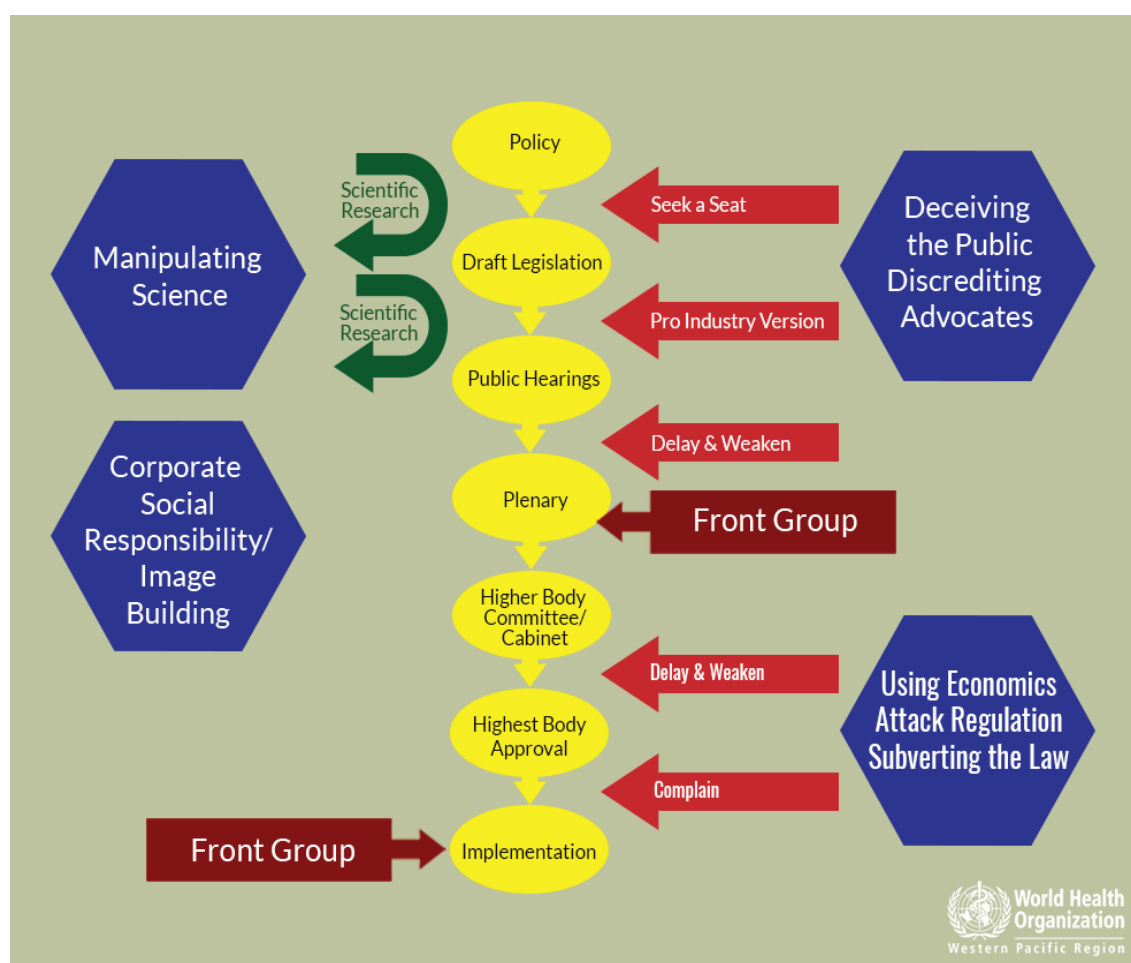 Policy
Scientific
Research
Seek a Seat
Deceiving
the Public
Discrediting
Advocates
Manipulating
Science
Draft Legislation
Scientific
Research
Pro Industry Version
Public Hearings
Delay & Weaken
Corporate
Social
Responsibility/
Image
Building
Plenary
Front Group
Higher Body
Committee/
Cabinet
Delay & Weaken
Using Economics
Attack Regulation
Subverting the Law
Highest Body
Approval
Complain
Front Group
Implementation
World Health
Organization
Western Pacific Region